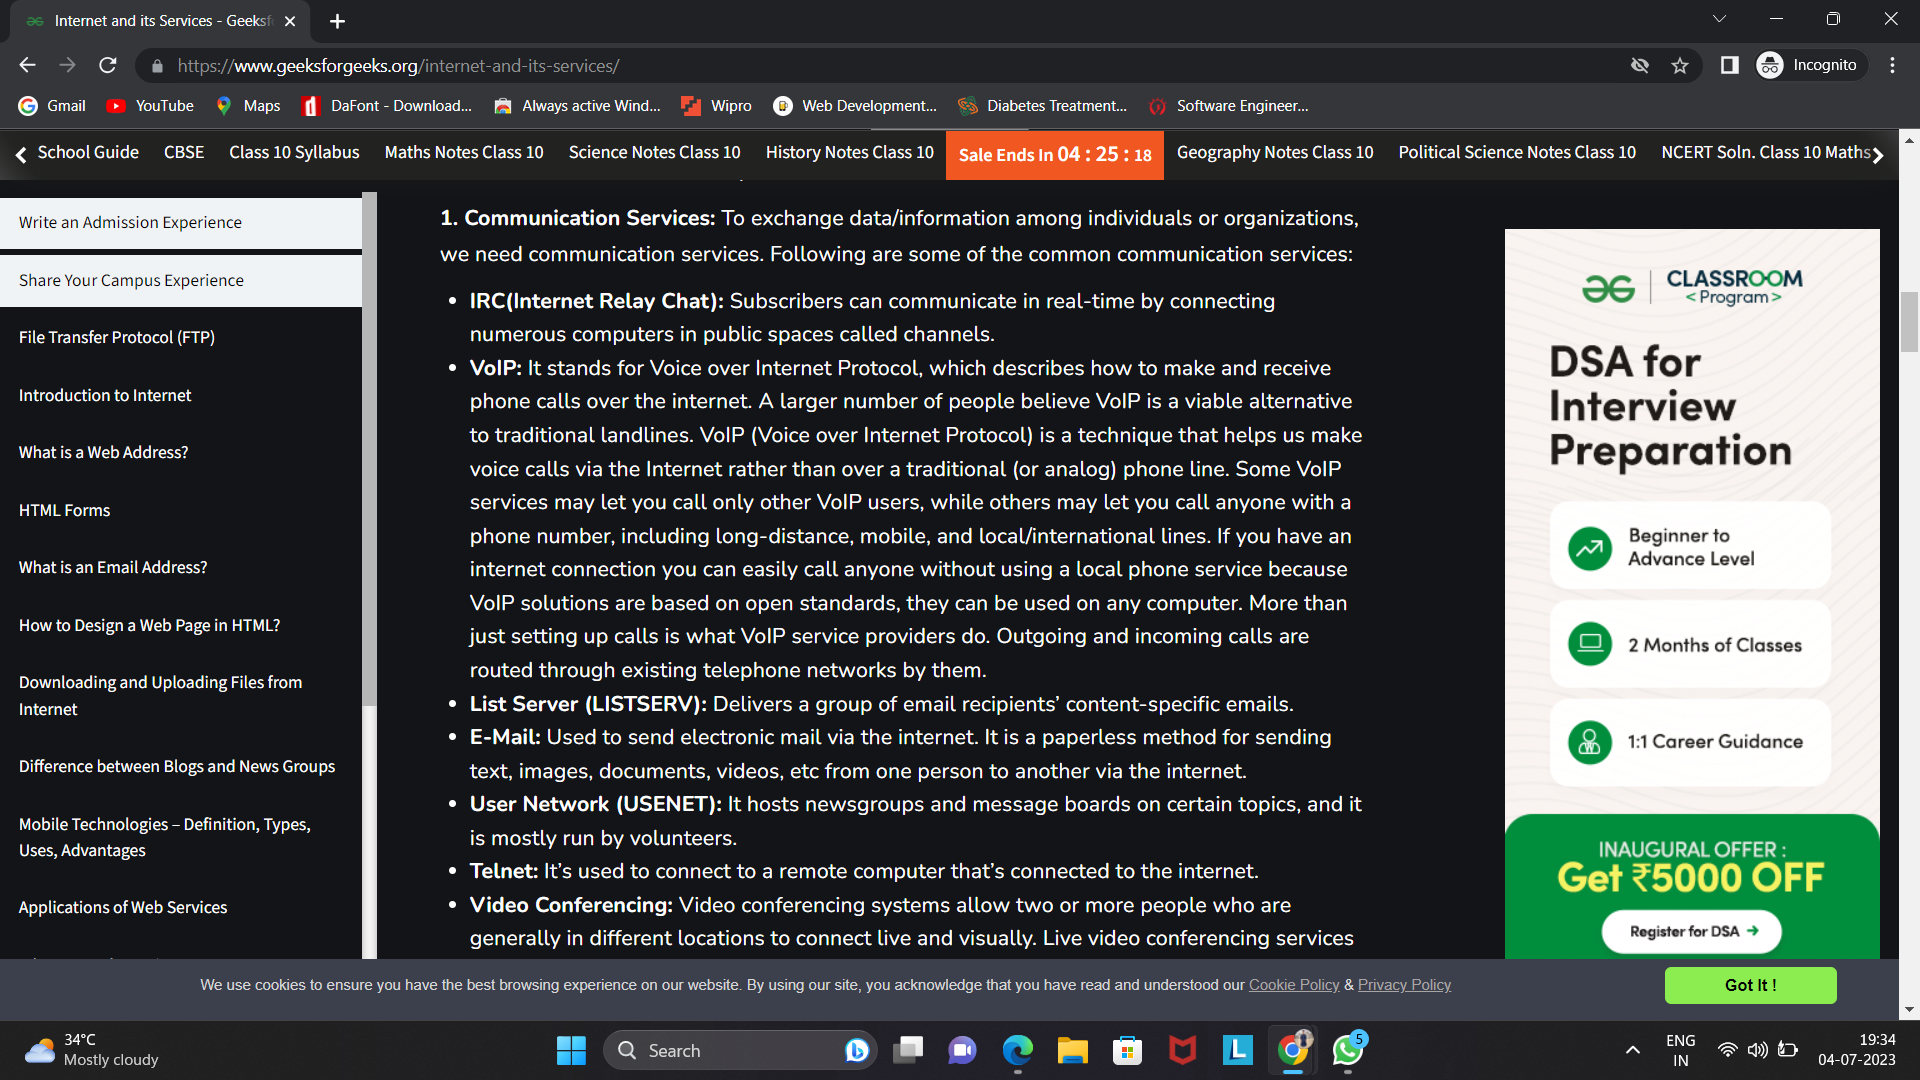 Internet and its Services - Geeksf
https://www.geeksforgeeks.org/internet-and-its-services/
Incognito
Gmail
YouTube
Maps
DaFont - Download...
Always active Wind...
Wipro
Web Development...
Diabetes Treatment...
Software Engineer...
School Guide
CBSE
Class 10 Syllabus
Maths Notes Class 10
Science Notes Class 10
History Notes Class 10
Sale Ends In 04 : 25 : 18
Geography Notes Class 10
Political Science Notes Class 10
NCERT Soln. Class 10 Maths
Write an Admission Experience
Share Your Campus Experience
File Transfer Protocol (FTP)
Introduction to Internet
What is a Web Address?
HTML Forms
What is an Email Address?
How to Design a Web Page in HTML?
Downloading and Uploading Files from
Internet
Difference between Blogs and News Groups
Mobile Technologies – Definition, Types,
Uses, Advantages
Applications of Web Services
1. Communication Services: To exchange data/information among individuals or organizations,
we need communication services. Following are some of the common communication services:
• IRC(Internet Relay Chat): Subscribers can communicate in real-time by connecting
numerous computers in public spaces called channels.
• VoIP: It stands for Voice over Internet Protocol, which describes how to make and receive
phone calls over the internet. A larger number of people believe VoIP is a viable alternative
to traditional landlines. VoIP (Voice over Internet Protocol) is a technique that helps us make
voice calls via the Internet rather than over a traditional (or analog) phone line. Some VoIP
services may let you call only other VoIP users, while others may let you call anyone with a
phone number, including long-distance, mobile, and local/international lines. If you have an
internet connection you can easily call anyone without using a local phone service because
VoIP solutions are based on open standards, they can be used on any computer. More than
just setting up calls is what VoIP service providers do. Outgoing and incoming calls are
routed through existing telephone networks by them.
• List Server (LISTSERV): Delivers a group of email recipients’ content-specific emails.
• E-Mail: Used to send electronic mail via the internet. It is a paperless method for sending
text, images, documents, videos, etc from one person to another via the internet.
• User Network (USENET): It hosts newsgroups and message boards on certain topics, and it
is mostly run by volunteers.
• Telnet: It’s used to connect to a remote computer that’s connected to the internet.
• Video Conferencing: Video conferencing systems allow two or more people who are
generally in different locations to connect live and visually. Live video conferencing services
CLASSROOM
<Program>
DSA for
Interview
Preparation
Beginner to
Advance Level
2 Months of Classes
1:1 Career Guidance
INAUGURAL OFFER :
Get ₹5000 OFF
Register for DSA →
We use cookies to ensure you have the best browsing experience on our website. By using our site, you acknowledge that you have read and understood our Cookie Policy & Privacy Policy
Got It !
34°C
Mostly cloudy
Search
L
5
ENG
IN
19:34
04-07-2023